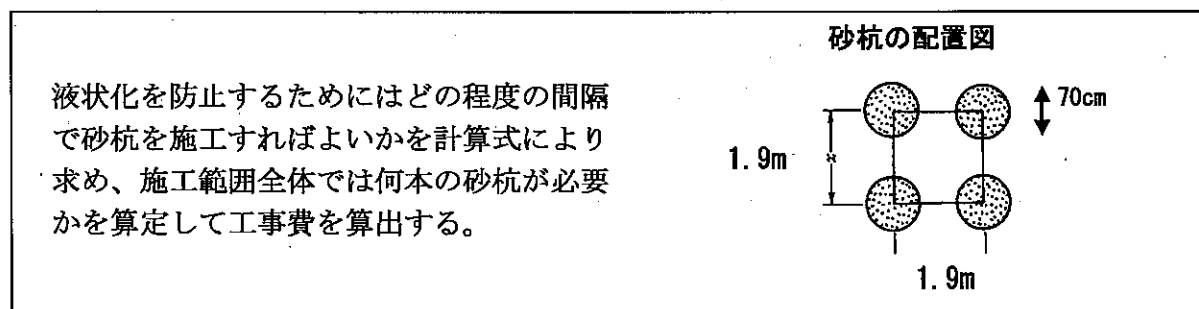 砂杭の配置図
液状化を防止するためにはどの程度の間隔
で砂杭を施工すればよいかを計算式により
求め、施工範囲全体では何本の砂杭が必要
かを算定して工事費を算出する。
70cm
1.9m
1.9m